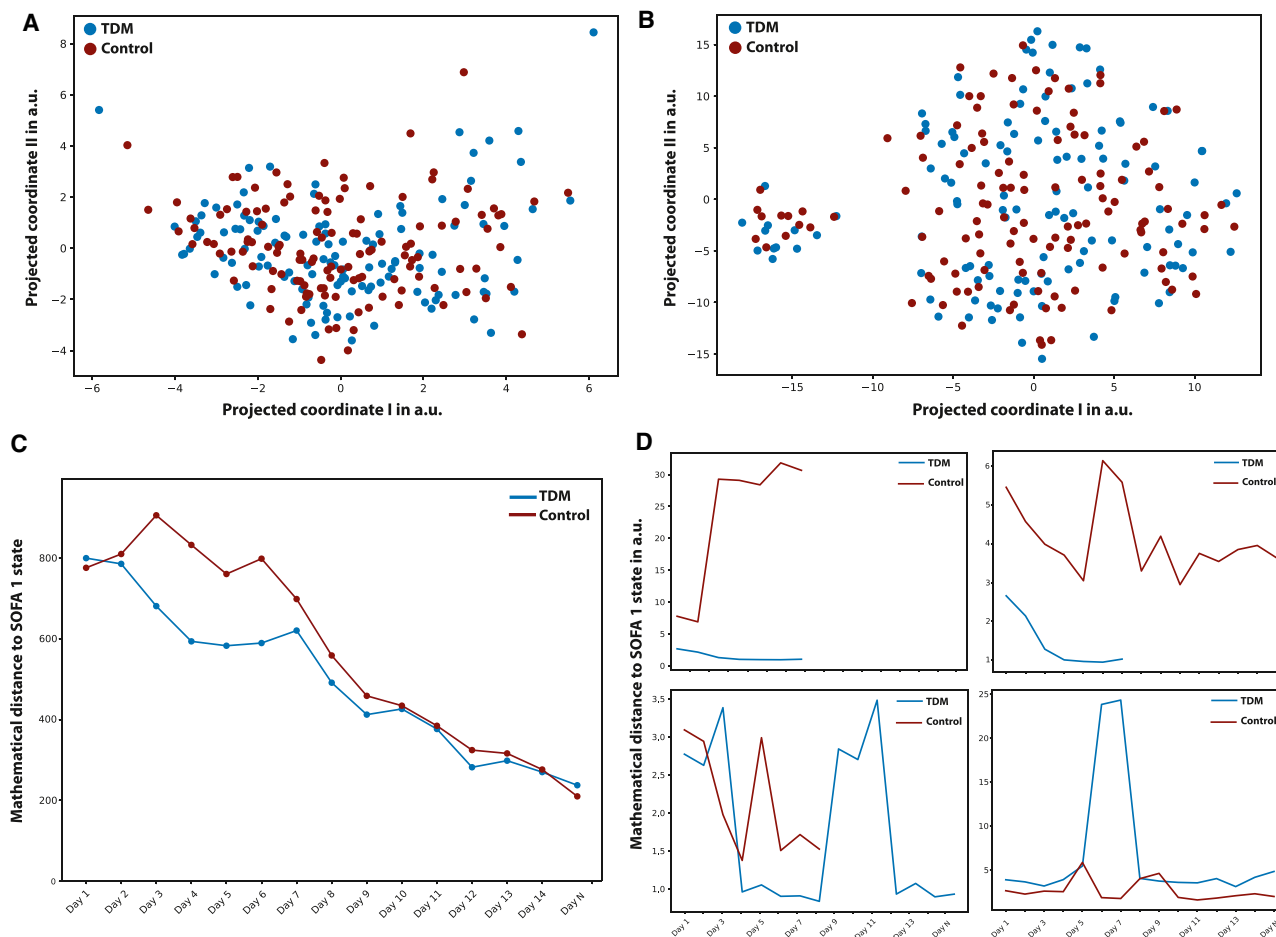 A
TDM
Control
8
6
4
2
0
−2
−4
−6
−4
−2
0
2
4
6
Projected coordinate II in a.u.
Projected coordinate I in a.u.
B
TDM
Control
15
10
5
0
−5
−10
−15
−15
−10
−5
0
5
10
Projected coordinate II in a.u.
Projected coordinate I in a.u.
C
TDM
Control
800
600
400
200
0
Mathematical distance to SOFA 1 state
Day 1
Day 2
Day 3
Day 4
Day 5
Day 6
Day 7
Day 8
Day 9
Day 10
Day 11
Day 12
Day 13
Day 14
Day N
D
Mathematical distance to SOFA 1 state in a.u.
TDM
Control
30
25
20
15
10
5
0
TDM
Control
6
5
4
3
2
1
TDM
Control
3,5
3,0
2,5
2,0
1,5
1,0
Day 1
Day 3
Day 5
Day 7
Day 9
Day 11
Day 13
Day N
TDM
Control
25
20
15
10
5
Day 1
Day 3
Day 5
Day 7
Day 9
Day 11
Day 13
Day N